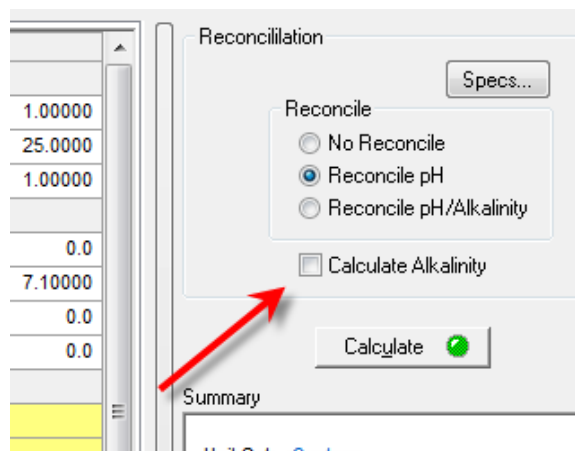 Reconcililation
Specs...
1.00000
Reconcile
25.0000
No Reconcile
1.00000
Reconcile pH
Reconcile pH/Alkalinity
0.0
Calculate Alkalinity
7.10000
0.0
0.0
Calculate
Summary